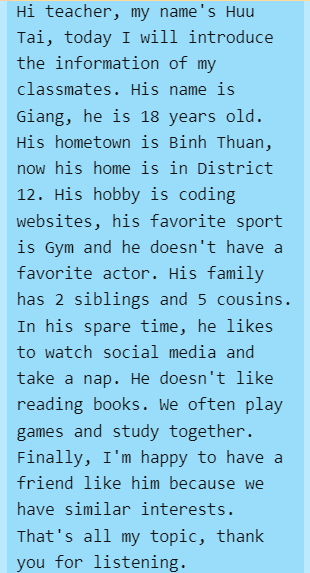 Hi teacher, my name's Huu
Tai, today I will introduce
the information of my
classmates. His name is
Giang, he is 18 years old.
His hometown is Binh Thuan,
now his home is in District
12. His hobby is coding
websites, his favorite sport
is Gym and he doesn't have a
favorite actor. His family
has 2 siblings and 5 cousins.
In his spare time, he likes
to watch social media and
take a nap. He doesn't like
reading books. We often play
games and study together.
Finally, I'm happy to have a
friend like him because we
have similar interests.
That's all my topic, thank
you for listening.